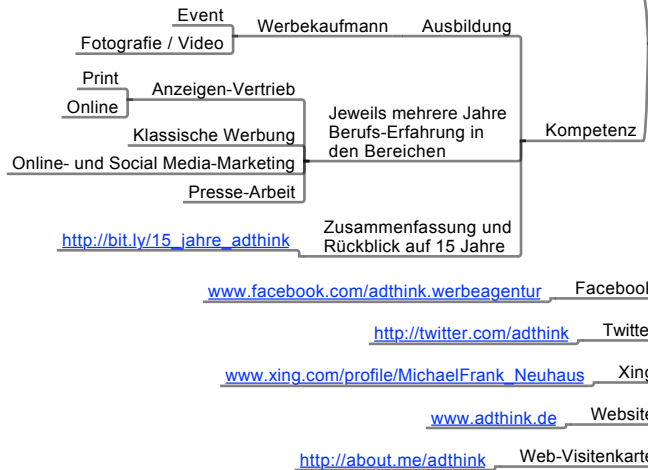 Event
Fotografie / Video
Werbekaufmann
Ausbildung
Print
Online
Anzeigen-Vertrieb
Klassische Werbung
Online- und Social Media-Marketing
Presse-Arbeit
Jeweils mehrere Jahre
Berufs-Erfahrung in
den Bereichen
Kompetenz
http://bit.ly/15_jahre_adthink
Zusammenfassung und
Rückblick auf 15 Jahre
www.facebook.com/adthink.werbeagentur Facebook
http://twitter.com/adthink Twitter
www.xing.com/profile/MichaelFrank_Neuhaus Xing
www.adthink.de Website
http://about.me/adthink Web-Visitenkarte